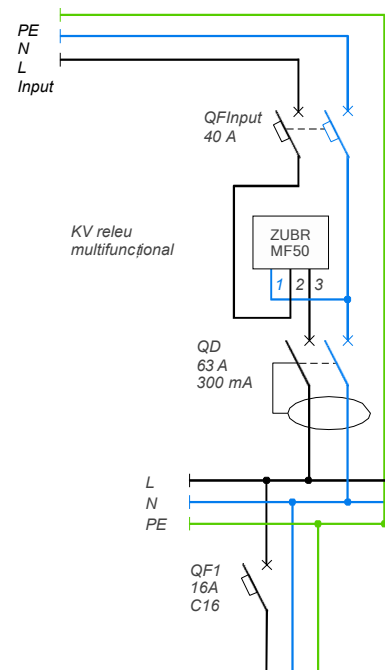 PE
N
L
Input
QFInput
40 A
KV releu
multifuncțional
ZUBR
MF50
1 2 3
QD
63 A
300 mA
L
N
PE
QF1
16A
C16